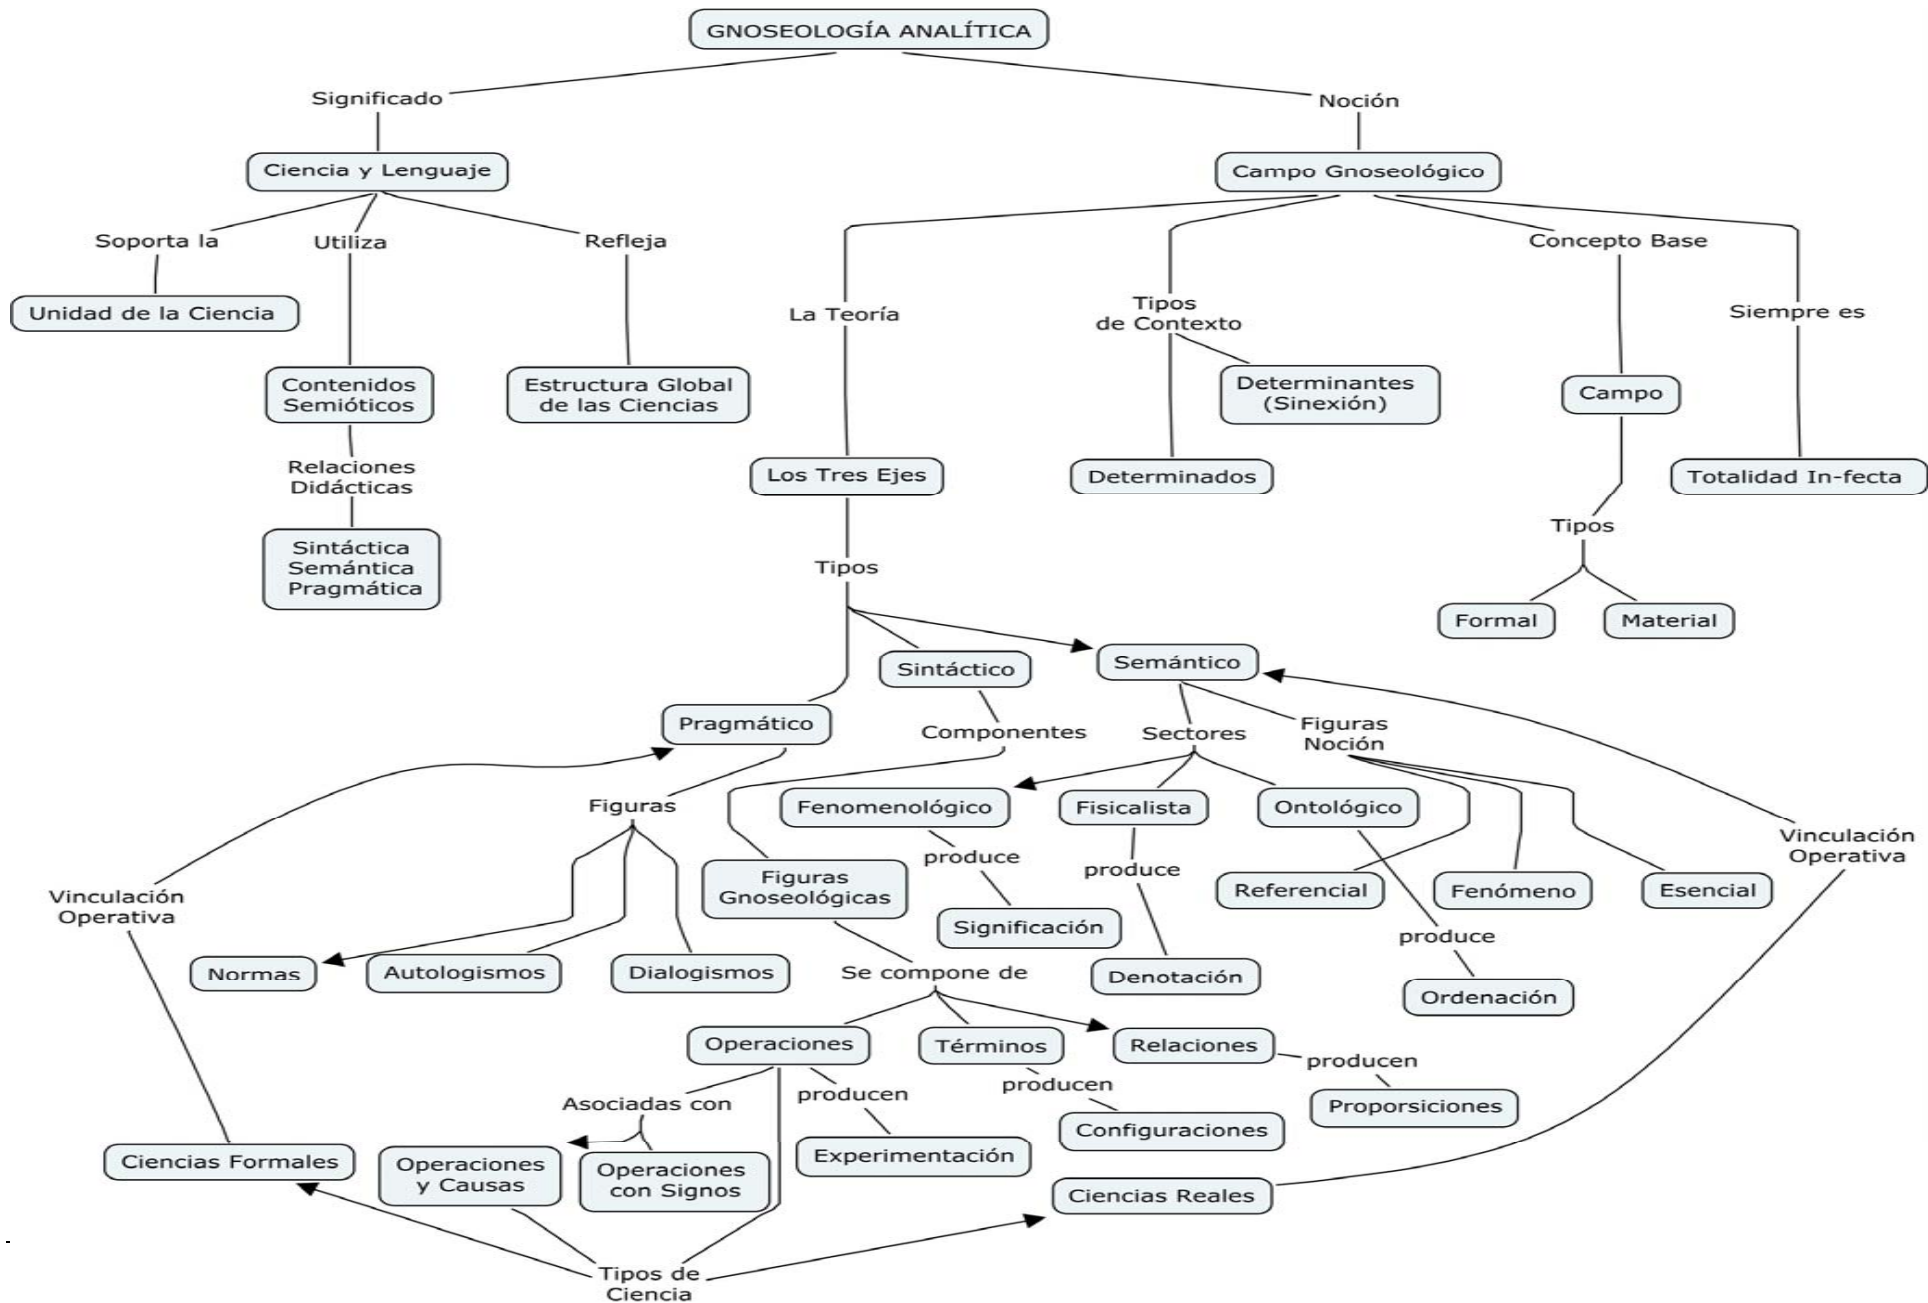 GNOSEOLOGÍA ANALÍTICA
Significado
Noción
Ciencia y Lenguaje
Campo Gnoseológico
Soporta la
Utiliza
Refleja
Concepto Base
Unidad de la Ciencia
La Teoría
Tipos
de Contexto
Siempre es
Contenidos
Semióticos
Estructura Global
de las Ciencias
Determinantes
(Sinexión)
Campo
Relaciones
Didácticas
Los Tres Ejes
Determinados
Totalidad In-fecta
Sintáctica
Semántica
Pragmática
Tipos
Tipos
Formal
Material
Sintáctico
Semántico
Pragmático
Componentes
Sectores
Figuras
Noción
Figuras
Fenomenológico
Fisicalista
Ontológico
Vinculación
Operativa
produce
produce
Figuras
Gnoseológicas
Referencial
Fenómeno
Esencial
Vinculación
Operativa
Significación
produce
Normas
Autologismos
Dialogismos
Se compone de
Denotación
Ordenación
Operaciones
Términos
Relaciones
producen
Asociadas con
producen
producen
Proporsiciones
Configuraciones
Ciencias Formales
Operaciones
y Causas
Operaciones
con Signos
Experimentación
Ciencias Reales
Tipos de
Ciencia